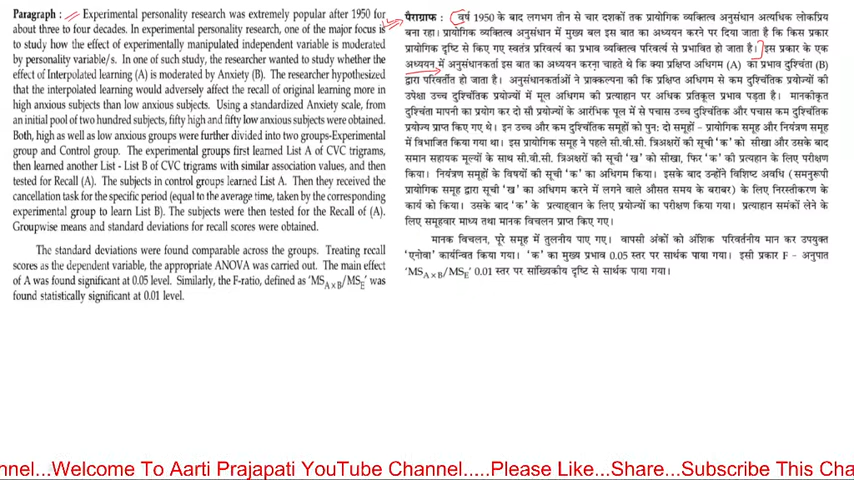 Paragraph : Experimental personality research was extremely popular after 1950 for
about three to four decades. In experimental personality research, one of the major focus is
to study how the effect of experimentally manipulated independent variable is moderated
by personality variable/s. In one of such study, the researcher wanted to study whether the
effect of Interpolated learning (A) is moderated by Anxiety (B). The researcher hypothesized
that the interpolated learning would adversely affect the recall of original learning more in
high anxious subjects than low anxious subjects. Using a standardized Anxiety scale, from
an initial pool of two hundred subjects, fifty high and fifty low anxious subjects were obtained.
Both, high as well as low anxious groups were further divided into two groups-Experimental
group and Control group. The experimental groups first learned List A of CVC trigrams,
then learned another List - List B of CVC trigrams with similar association values, and then
tested for Recall (A). The subjects in control groups learned List A. Then they received the
cancellation task for the specific period (equal to the average time, taken by the corresponding
experimental group to learn List B). The subjects were then tested for the Recall of (A).
Groupwise means and standard deviations for recall scores were obtained.
The standard deviations were found comparable across the groups. Treating recall
scores as the dependent variable, the appropriate ANOVA was carried out. The main effect
of A was found significant at 0.05 level. Similarly, the F-ratio, defined as 'MSA×B/MSE' was
found statistically significant at 0.01 level.
पैराग्राफ : वर्ष 1950 के बाद लगभग तीन से चार दशकों तक प्रायोगिक व्यक्तित्व अनुसंधान अत्यधिक लोकप्रिय
बना रहा। प्रायोगिक व्यक्तित्व अनुसंधान में मुख्य बल इस बात का अध्ययन करने पर दिया जाता है कि किस प्रकार
प्रायोगिक दृष्टि से किए गए स्वतंत्र प्ररिवर्त्य का प्रभाव व्यक्तित्व परिवर्त्य से प्रभावित हो जाता है। इस प्रकार के एक
अध्ययन में अनुसंधानकर्ता इस बात का अध्ययन करना चाहते थे कि क्या प्रक्षिप्त अधिगम (A) का प्रभाव दुश्चिंता (B)
द्वारा परिवर्तीत हो जाता है। अनुसंधानकर्ताओं ने प्राक्कल्पना की कि प्रक्षिप्त अधिगम से कम दुश्चिंतित प्रयोज्यों की
उपेक्षा उच्च दुश्चिंतित प्रयोज्यों में मूल अधिगम की प्रत्याहान पर अधिक प्रतिकूल प्रभाव पड़ता है। मानकीकृत
दुश्चिंता मापनी का प्रयोग कर दो सौ प्रयोज्यों के आरंभिक पूल में से पचास उच्च दुश्चिंतित और पचास कम दुश्चिंतित
प्रयोज्य प्राप्त किए गए थे। इन उच्च और कम दुश्चिंतित समूहों को पुनः दो समूहों – प्रायोगिक समूह और नियंत्रण समूह
में विभाजित किया गया था। इस प्रायोगिक समूह ने पहले सी.वी.सी. त्रिअक्षरों की सूची 'क' को सीखा और उसके बाद
समान सहायक मूल्यों के साथ सी.वी.सी. त्रिअक्षरों की सूची 'ख' को सीखा, फिर 'क' की प्रत्यहान के लिए परीक्षण
किया। नियंत्रण समूहों के विषयों की सूची 'क' का अधिगम किया। इसके बाद उन्होंने विशिष्ट अवधि (समनुरूपी
प्रायोगिक समूह द्वारा सूची 'ख' का अधिगम करने में लगने वाले औसत समय के बराबर) के लिए निरस्तीकरण के
कार्य को किया। उसके बाद 'क' के प्रत्याहान के लिए प्रयोज्यों का परीक्षण किया गया। प्रत्याहान समंकों लेने के
लिए समूहवार माध्य तथा मानक विचलन प्राप्त किए गए।
मानक विचलन, पूरे समूह में तुलनीय पाए गए। वापसी अंकों को अंशिक परिवर्तनीय मान कर उपयुक्त
'एनोवा' कार्यन्वित किया गया। 'क' का मुख्य प्रभाव 0.05 स्तर पर सार्थक पाया गया। इसी प्रकार F - अनुपात
'MSA×B/MSE' 0.01 स्तर पर सांख्यिकीय दृष्टि से सार्थक पाया गया।
nnel...Welcome To Aarti Prajapati YouTube Channel.....Please Like...Share...Subscribe This Cha